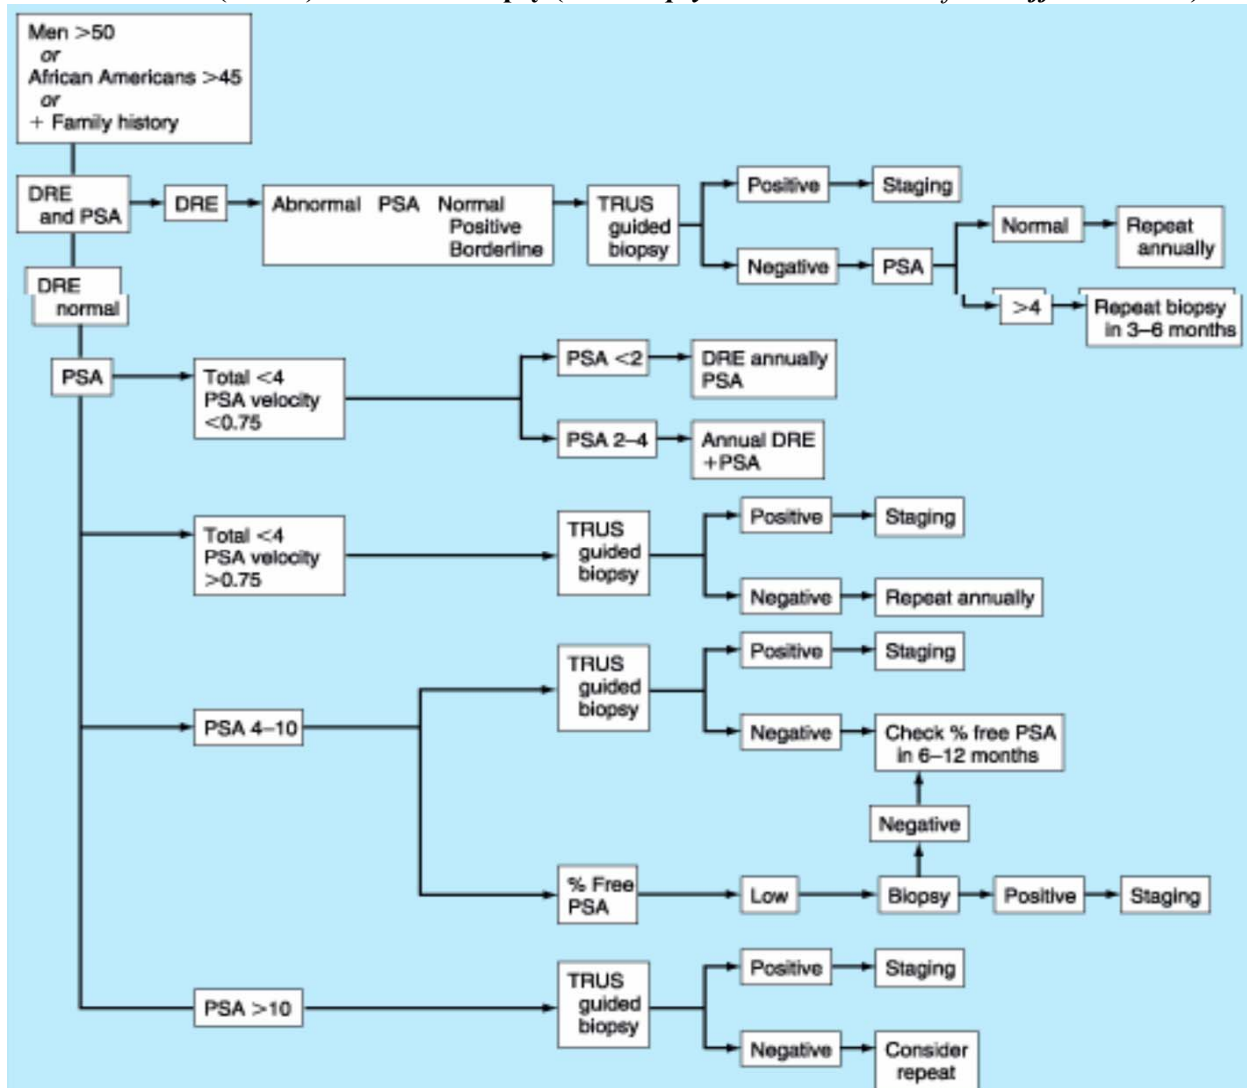 Men >50
or
African Americans >45
or
+ Family history
DRE
and PSA
DRE
Abnormal PSA Normal
Positive
Borderline
TRUS
guided
biopsy
Positive
Staging
Negative
PSA
Normal
Repeat
annually
>4
Repeat biopsy
in 3–6 months
DRE
normal
PSA
Total <4
PSA velocity
<0.75
PSA <2
DRE annually
PSA
PSA 2–4
Annual DRE
+PSA
Total <4
PSA velocity
>0.75
TRUS
guided
biopsy
Positive
Staging
Negative
Repeat annually
PSA 4–10
TRUS
guided
biopsy
Positive
Staging
Negative
Check % free PSA
in 6–12 months
Negative
% Free
PSA
Low
Biopsy
Positive
Staging
PSA >10
TRUS
guided
biopsy
Positive
Staging
Negative
Consider
repeat